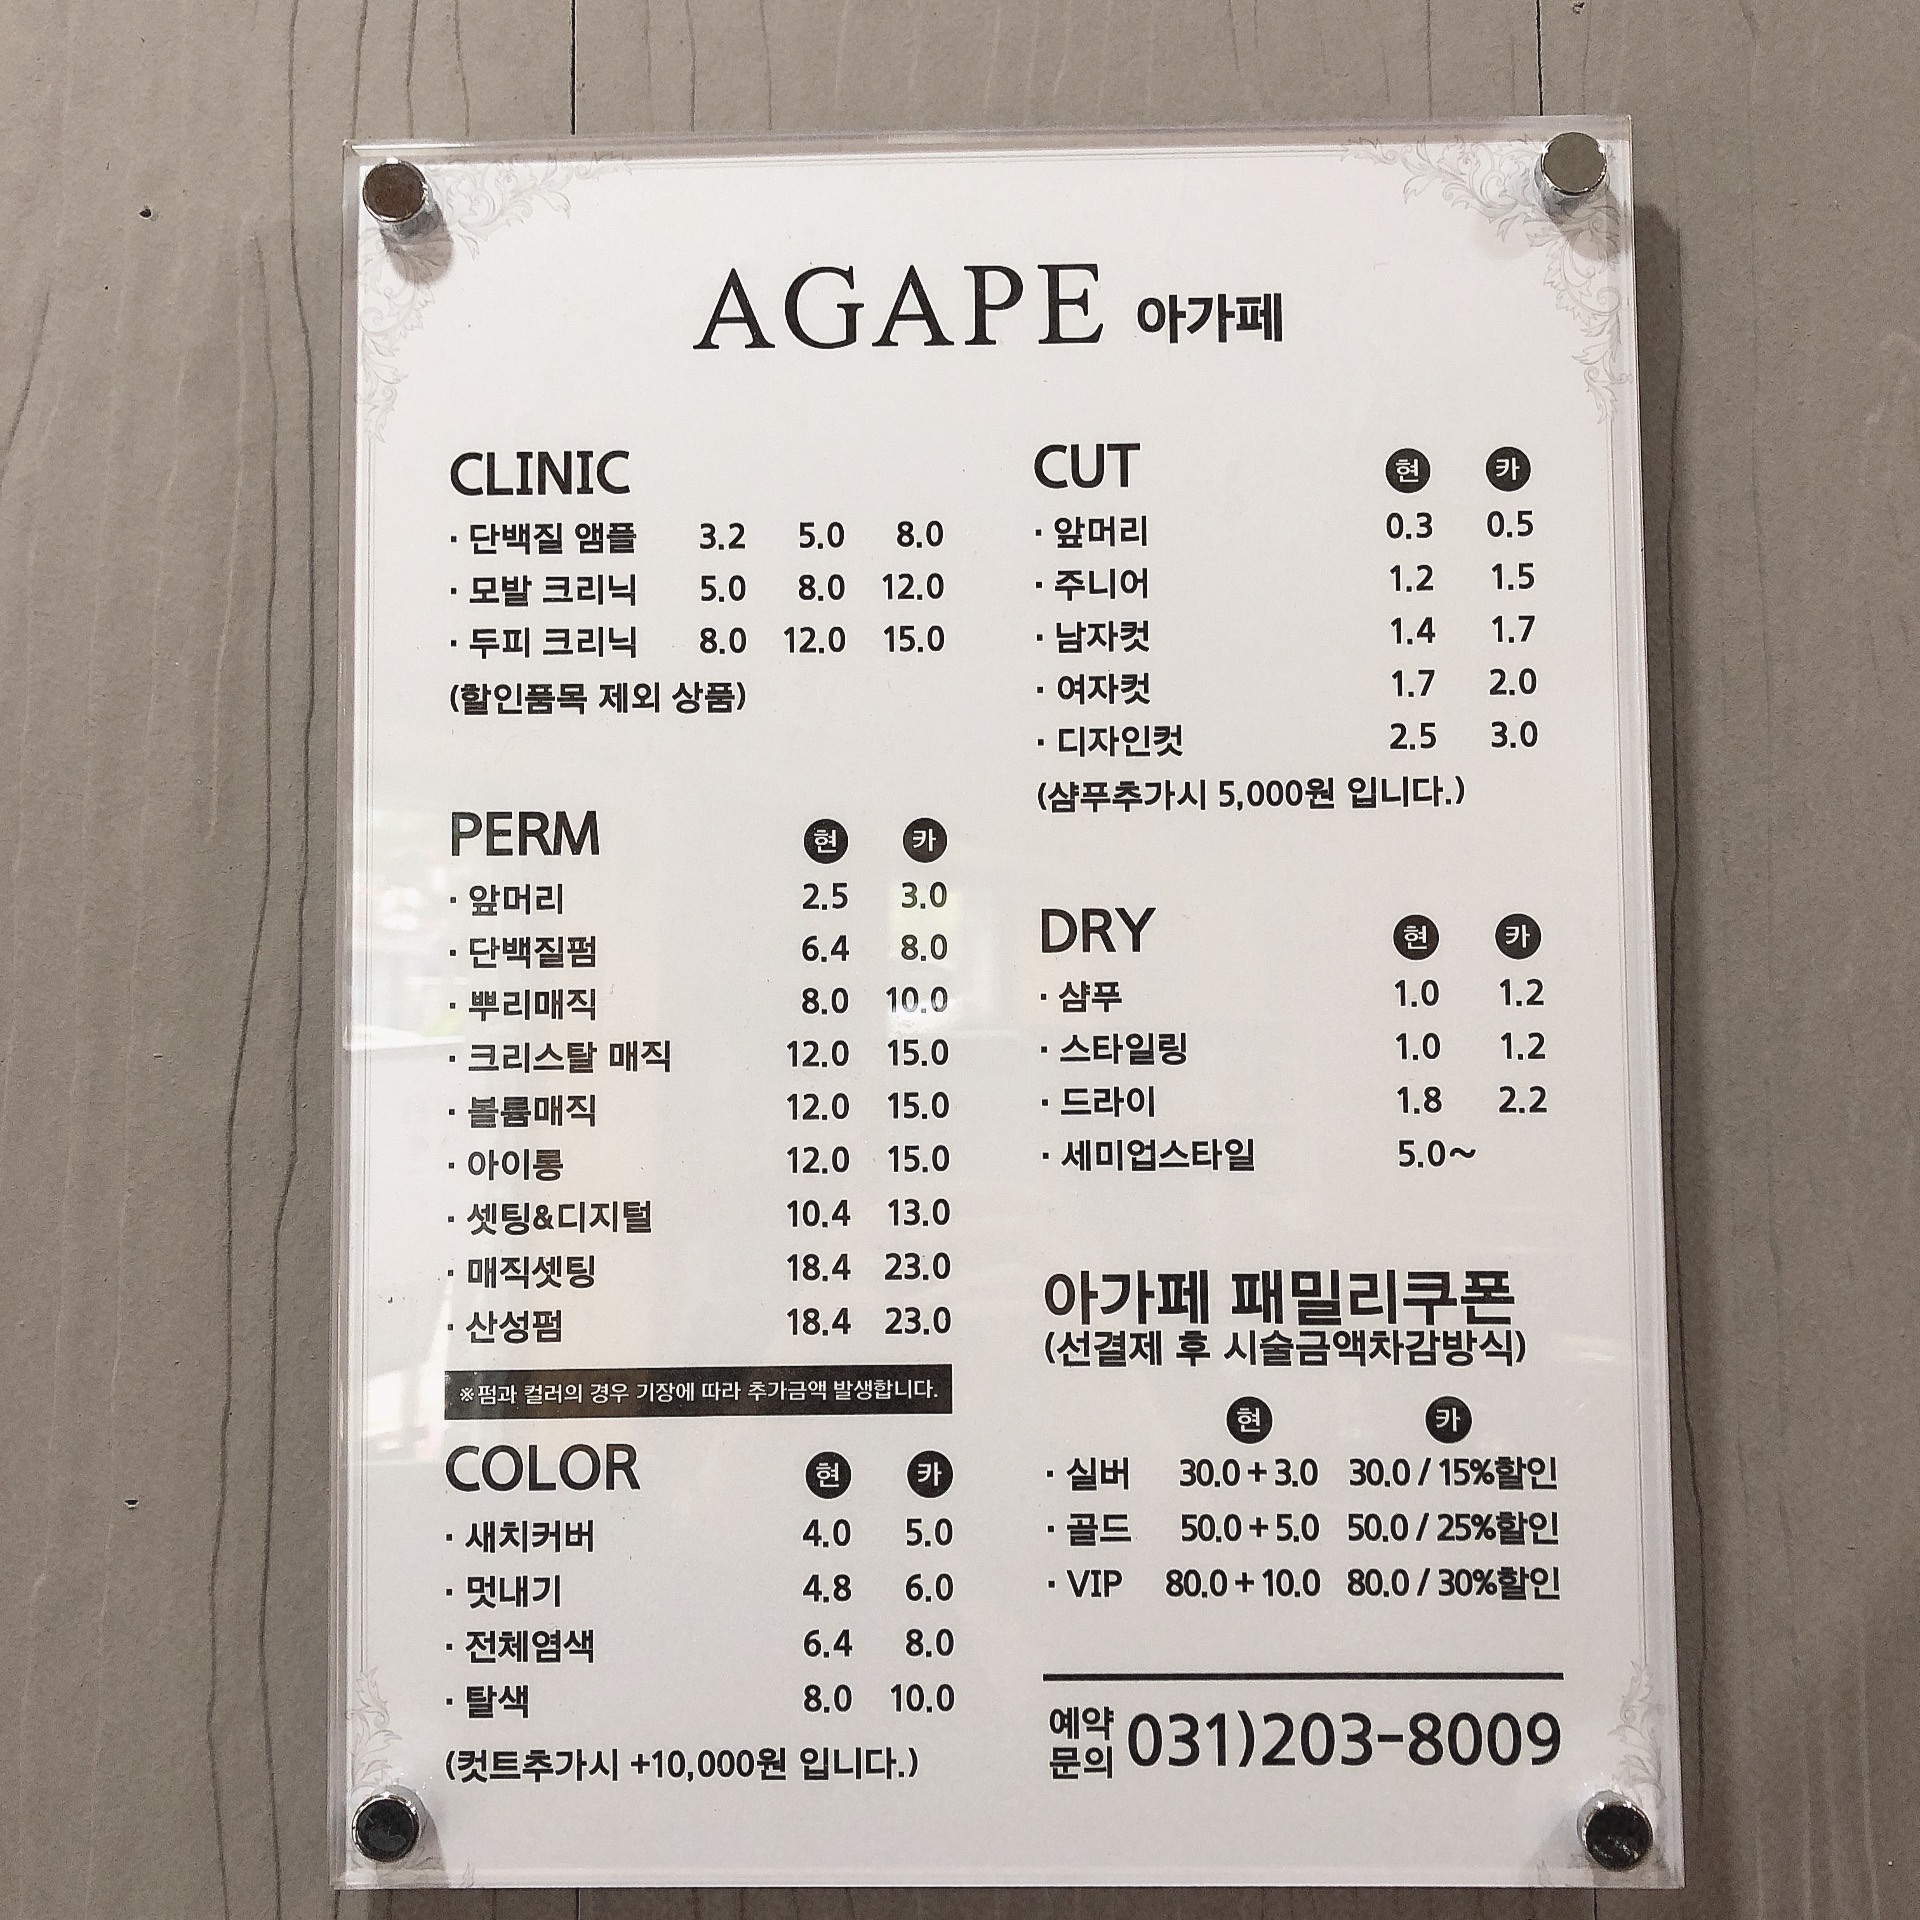 AGAPE 아가페
CLINIC
· 단백질 앰플 3.2 5.0 8.0
· 모발 크리닉 5.0 8.0 12.0
· 두피 크리닉 8.0 12.0 15.0
(할인품목 제외 상품)
PERM 현 카
· 앞머리 2.5 3.0
· 단백질펌 6.4 8.0
· 뿌리매직 8.0 10.0
· 크리스탈 매직 12.0 15.0
· 볼륨매직 12.0 15.0
· 아이롱 12.0 15.0
· 셋팅&디지털 10.4 13.0
· 매직셋팅 18.4 23.0
· 산성펌 18.4 23.0
※펌과 컬러의 경우 기장에 따라 추가금액 발생합니다.
COLOR 현 카
· 새치커버 4.0 5.0
· 멋내기 4.8 6.0
· 전체염색 6.4 8.0
· 탈색 8.0 10.0
(컷트추가시 +10,000원 입니다.)
CUT 현 카
· 앞머리 0.3 0.5
· 주니어 1.2 1.5
· 남자컷 1.4 1.7
· 여자컷 1.7 2.0
· 디자인컷 2.5 3.0
(샴푸추가시 5,000원 입니다.)
DRY 현 카
· 샴푸 1.0 1.2
· 스타일링 1.0 1.2
· 드라이 1.8 2.2
· 세미업스타일 5.0~
아가페 패밀리쿠폰
(선결제 후 시술금액차감방식)
현 카
· 실버 30.0+3.0 30.0 / 15%할인
· 골드 50.0+5.0 50.0 / 25%할인
· VIP 80.0+10.0 80.0 / 30%할인
예약
문의 031)203-8009